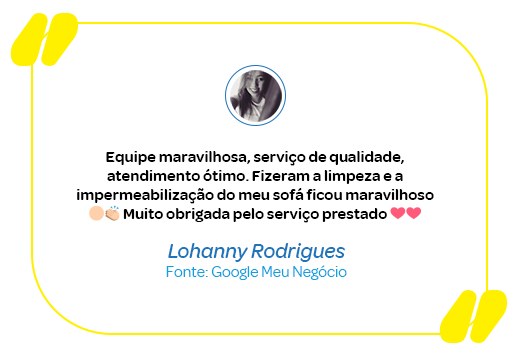 Equipe maravilhosa, serviço de qualidade,
atendimento ótimo. Fizeram a limpeza e a
impermeabilização do meu sofá ficou maravilhoso
👏🏻 Muito obrigada pelo serviço prestado ❤❤
Lohanny Rodrigues
Fonte: Google Meu Negócio